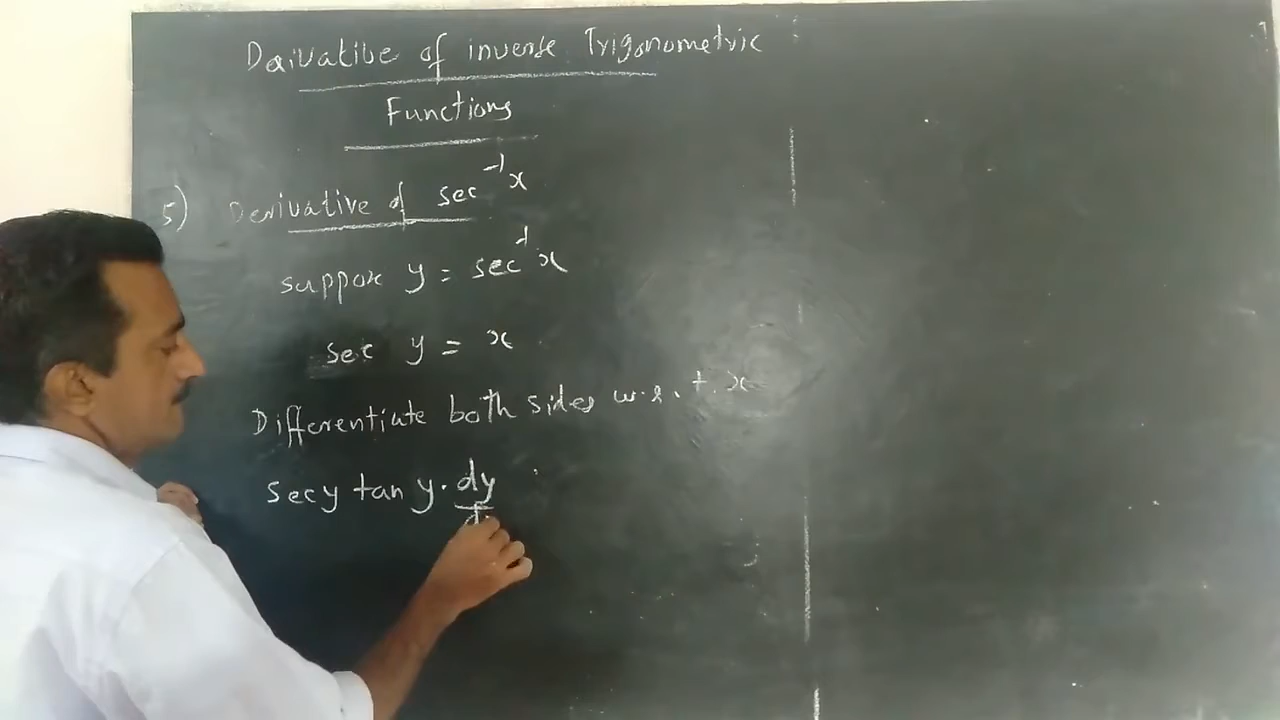 Derivative of inverse Trigonometric
Functions
5) Derivative of sec⁻¹x
suppose y = sec⁻¹x
sec y = x
Differentiate both sides w.r.t. x
sec y tan y · dy/d